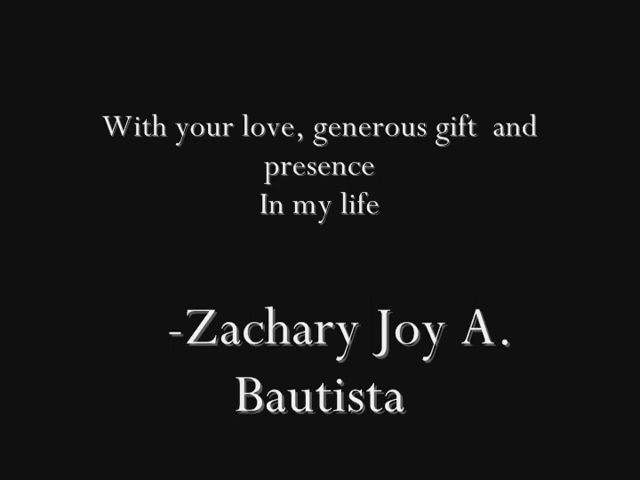 With your love, generous gift  and
presence
In my life
-Zachary Joy A.
Bautista